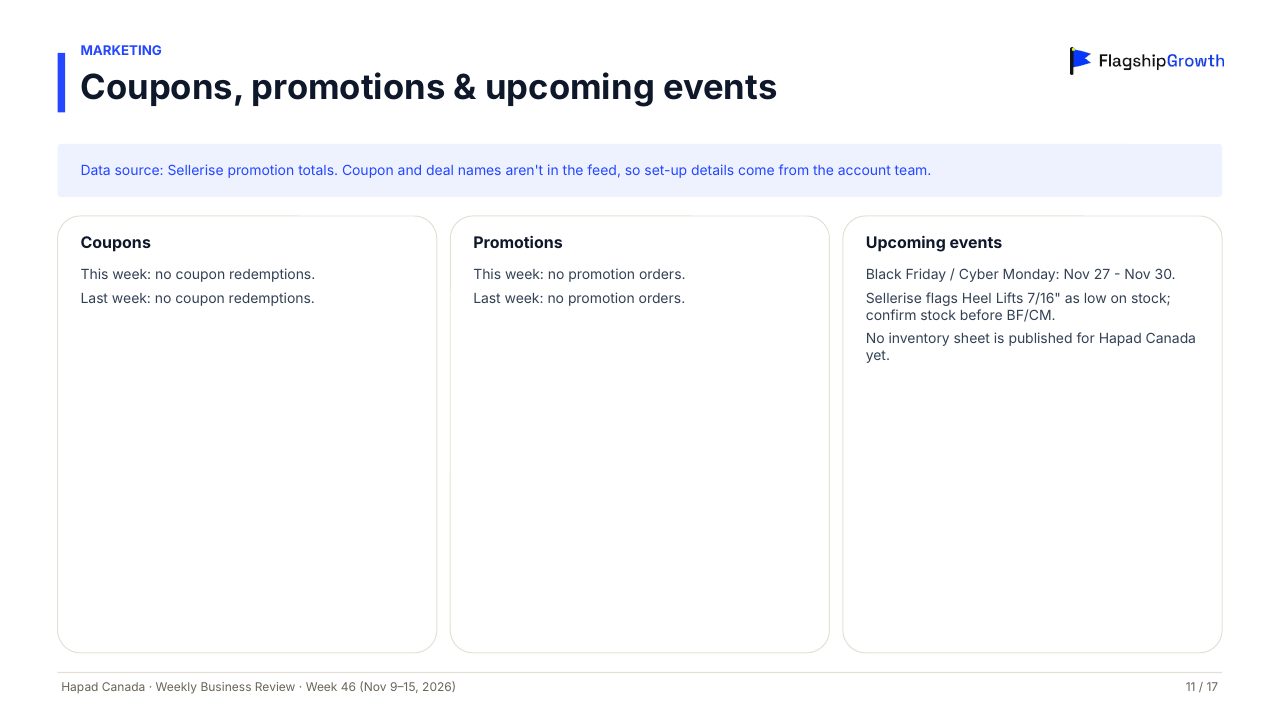 MARKETING
Coupons, promotions & upcoming events
FlagshipGrowth
Data source: Sellerise promotion totals. Coupon and deal names aren't in the feed, so set-up details come from the account team.
Coupons
This week: no coupon redemptions.
Last week: no coupon redemptions.
Promotions
This week: no promotion orders.
Last week: no promotion orders.
Upcoming events
Black Friday / Cyber Monday: Nov 27 - Nov 30.
Sellerise flags Heel Lifts 7/16" as low on stock;
confirm stock before BF/CM.
No inventory sheet is published for Hapad Canada
yet.
Hapad Canada · Weekly Business Review · Week 46 (Nov 9–15, 2026)
11 / 17